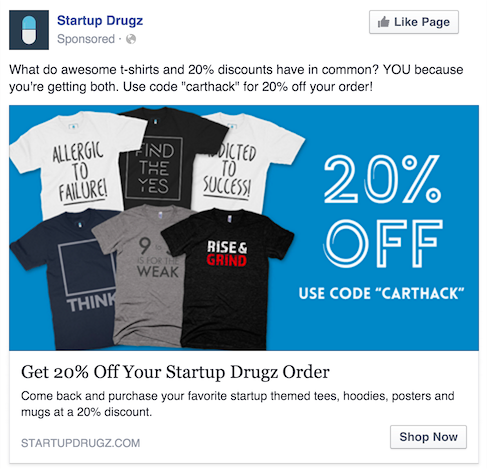 Startup Drugz
Like Page
Sponsored ·
What do awesome t-shirts and 20% discounts have in common? YOU because
you're getting both. Use code "carthack" for 20% off your order!
ALLERGIC
TO
FAILURE!
FIND
THE
YES
DICTED
TO
SUCCESS!
THINK
9
IS FOR THE
WEAK
RISE &
GRIND
20%
OFF
USE CODE "CARTHACK"
Get 20% Off Your Startup Drugz Order
Come back and purchase your favorite startup themed tees, hoodies, posters and
mugs at a 20% discount.
STARTUPDRUGZ.COM
Shop Now